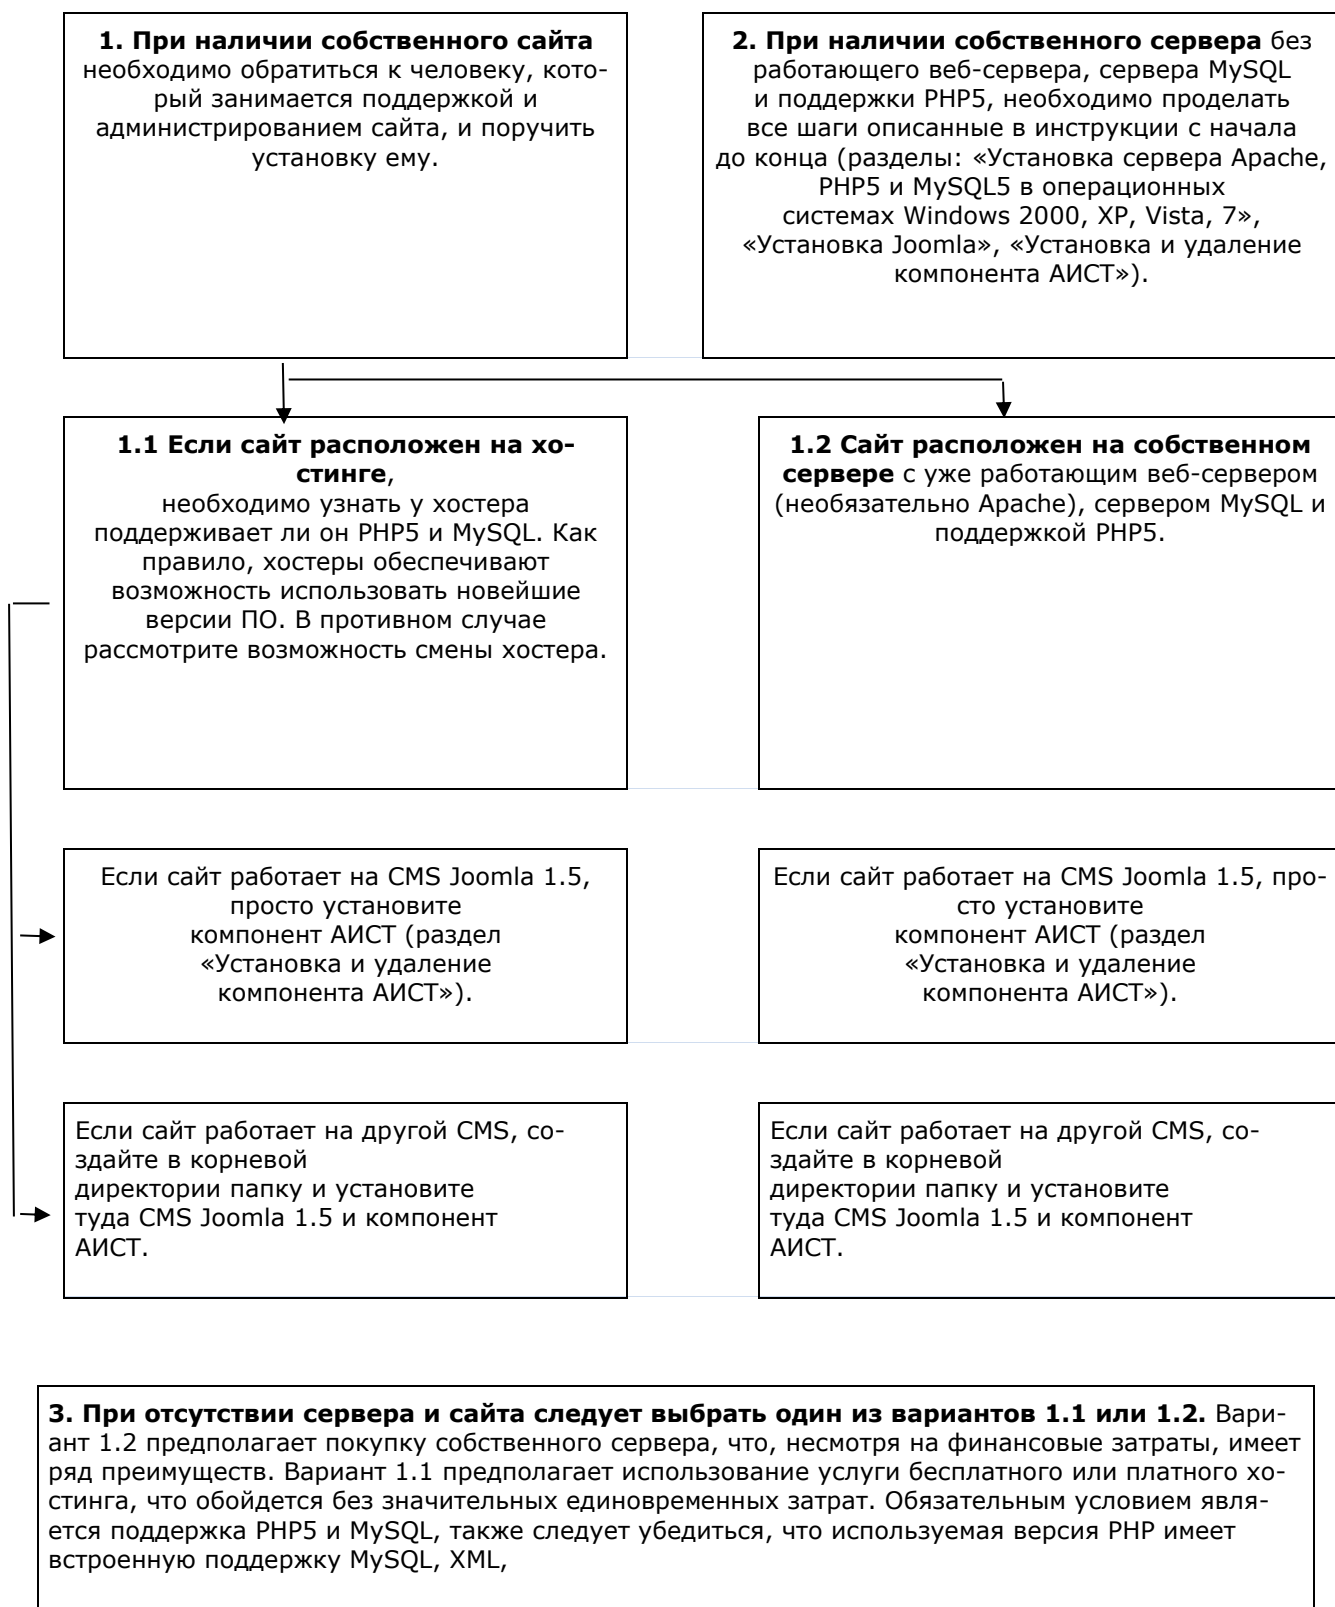 1. При наличии собственного сайта
необходимо обратиться к человеку, кото-
рый занимается поддержкой и
администрированием сайта, и поручить
установку ему.
2. При наличии собственного сервера без
работающего веб-сервера, сервера MySQL
и поддержки PHP5, необходимо проделать
все шаги описанные в инструкции с начала
до конца (разделы: «Установка сервера Apache,
PHP5 и MySQL5 в операционных
системах Windows 2000, XP, Vista, 7»,
«Установка Joomla», «Установка и удаление
компонента АИСТ»).
1.1 Если сайт расположен на хо-
стинге,
необходимо узнать у хостера
поддерживает ли он PHP5 и MySQL. Как
правило, хостеры обеспечивают
возможность использовать новейшие
версии ПО. В противном случае
рассмотрите возможность смены хостера.
1.2 Сайт расположен на собственном
сервере с уже работающим веб-сервером
(необязательно Apache), сервером MySQL и
поддержкой PHP5.
Если сайт работает на CMS Joomla 1.5,
просто установите
компонент АИСТ (раздел
«Установка и удаление
компонента АИСТ»).
Если сайт работает на CMS Joomla 1.5, про-
сто установите
компонент АИСТ (раздел
«Установка и удаление
компонента АИСТ»).
Если сайт работает на другой CMS, со-
здайте в корневой
директории папку и установите
туда CMS Joomla 1.5 и компонент
АИСТ.
Если сайт работает на другой CMS, со-
здайте в корневой
директории папку и установите
туда CMS Joomla 1.5 и компонент
АИСТ.
3. При отсутствии сервера и сайта следует выбрать один из вариантов 1.1 или 1.2. Вари-
ант 1.2 предполагает покупку собственного сервера, что, несмотря на финансовые затраты, имеет
ряд преимуществ. Вариант 1.1 предполагает использование услуги бесплатного или платного хо-
стинга, что обойдется без значительных единовременных затрат. Обязательным условием явля-
ется поддержка PHP5 и MySQL, также следует убедиться, что используемая версия PHP имеет
встроенную поддержку MySQL, XML,